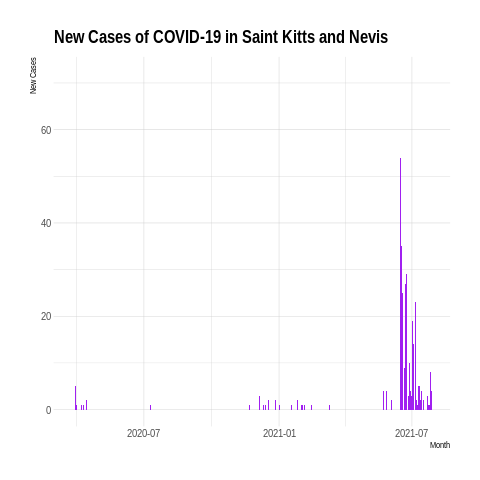 New Cases of COVID-19 in Saint Kitts and Nevis
New Cases
60
40
20
0
2020-07
2021-01
2021-07
Month